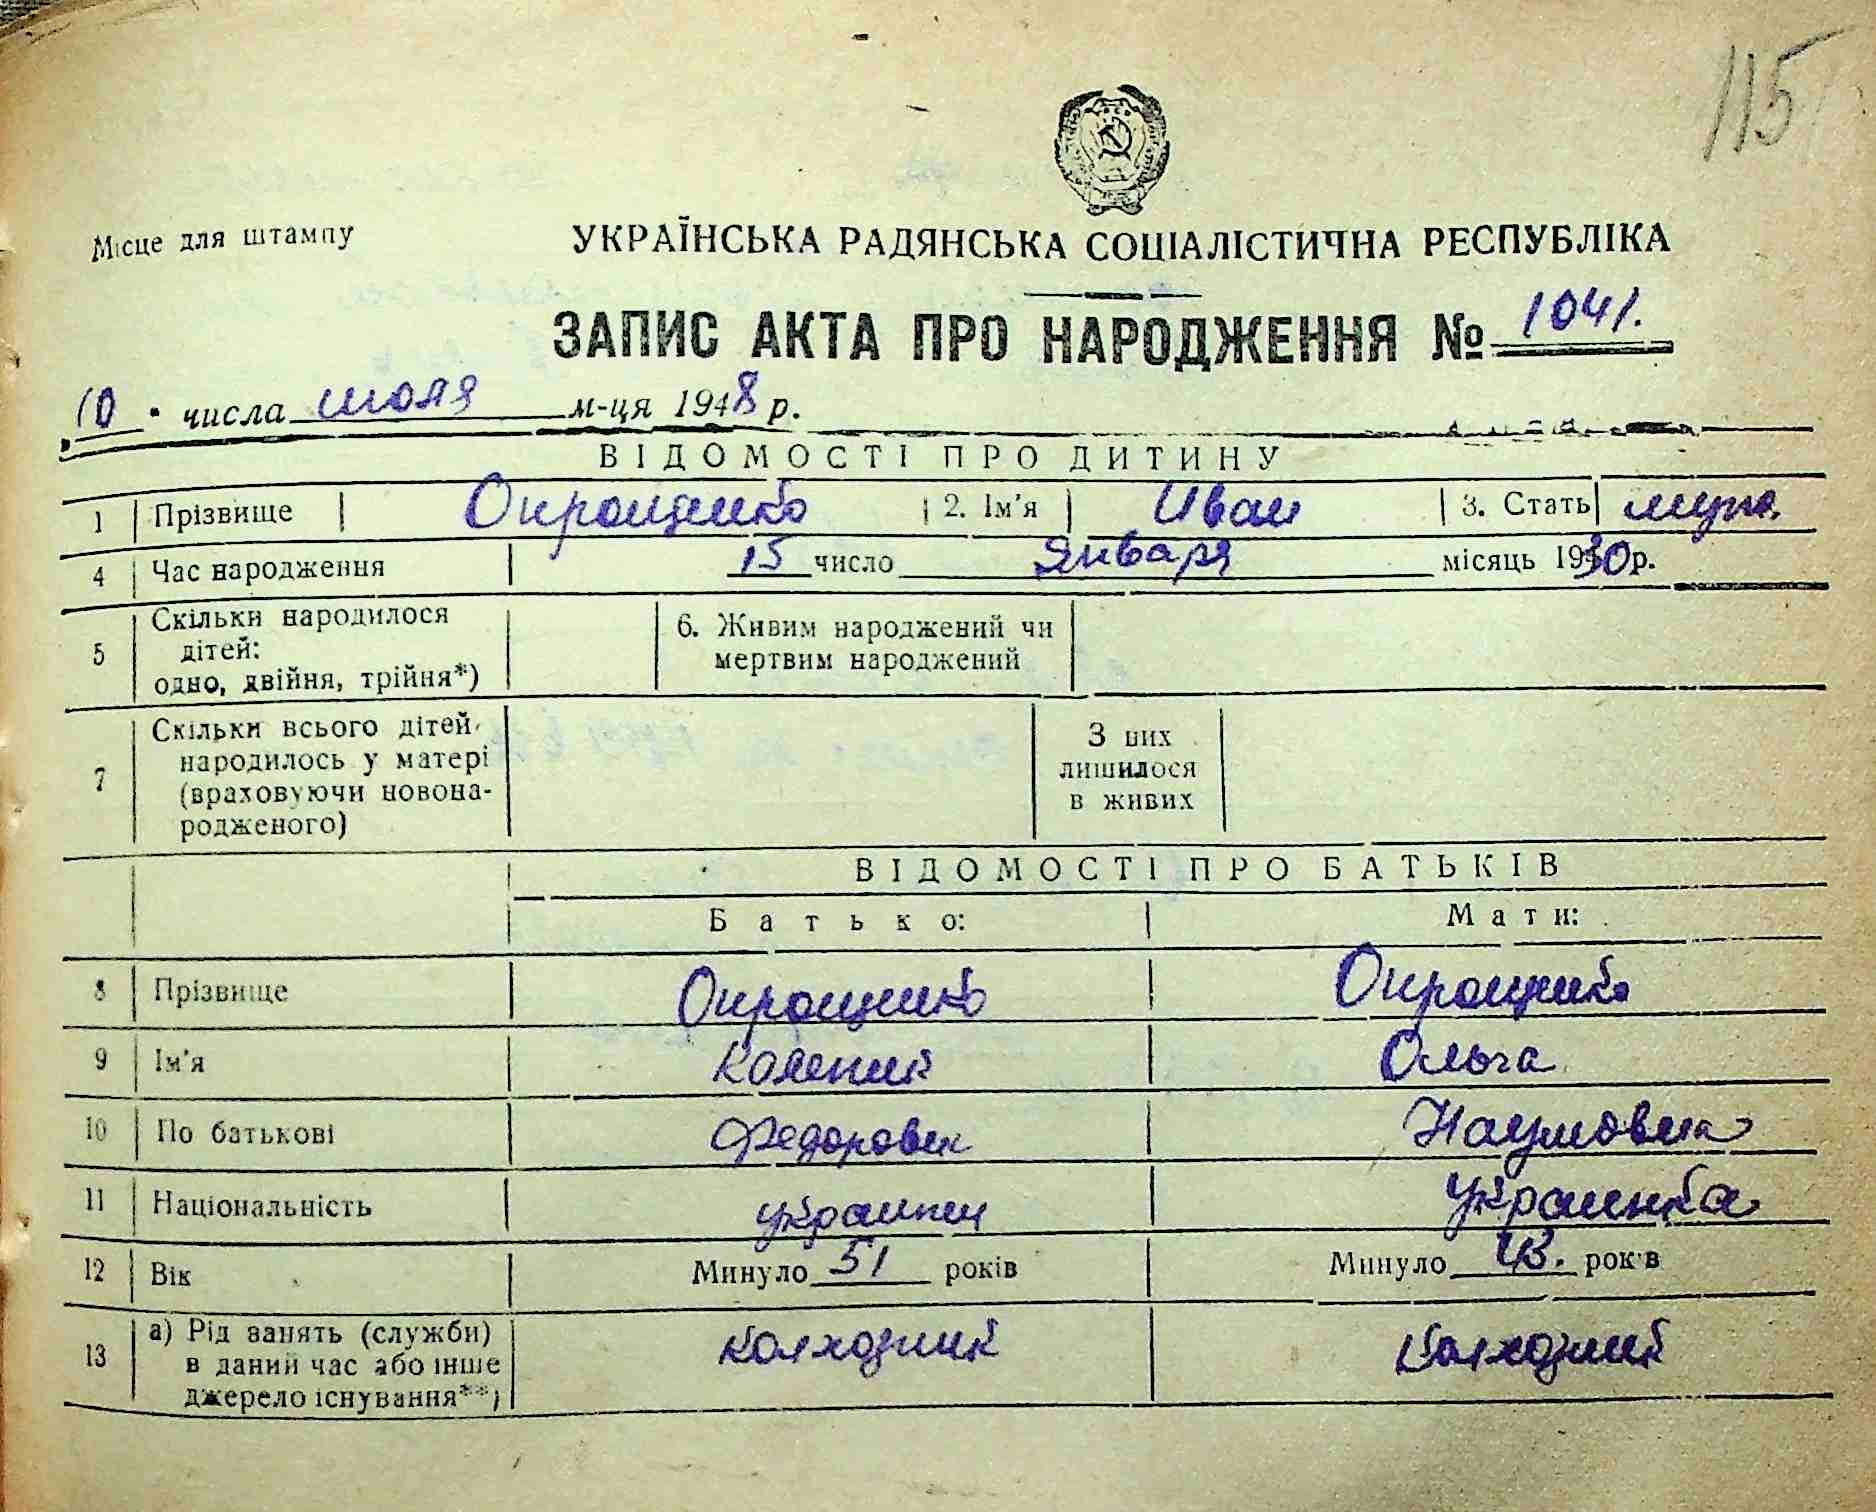 115
Місце для штампу
УКРАЇНСЬКА РАДЯНСЬКА СОЦІАЛІСТИЧНА РЕСПУБЛІКА
ЗАПИС АКТА ПРО НАРОДЖЕННЯ № 1041.
10 числа июля м-ця 1948 р.
ВІДОМОСТІ ПРО ДИТИНУ
1 Прізвище Опрощенко 2. Ім'я Иван 3. Стать муж.
4 Час народження 15 число января місяць 1930 р.
5 Скільки народилося дітей: одно, двійня, трійня*) 6. Живим народжений чи мертвим народжений
7 Скільки всього дітей народилось у матері (враховуючи новонародженого) З них лишилося в живих
ВІДОМОСТІ ПРО БАТЬКІВ
Батько: Мати:
8 Прізвище Опрощенко Опрощенко
9 Ім'я Ольга
10 По батькові Федорович Наумовна
11 Національність украинец украинка
12 Вік Минуло 51 років Минуло 43. років
13 а) Рід занять (служби) в даний час або інше джерело існування**) колхозник колхозник